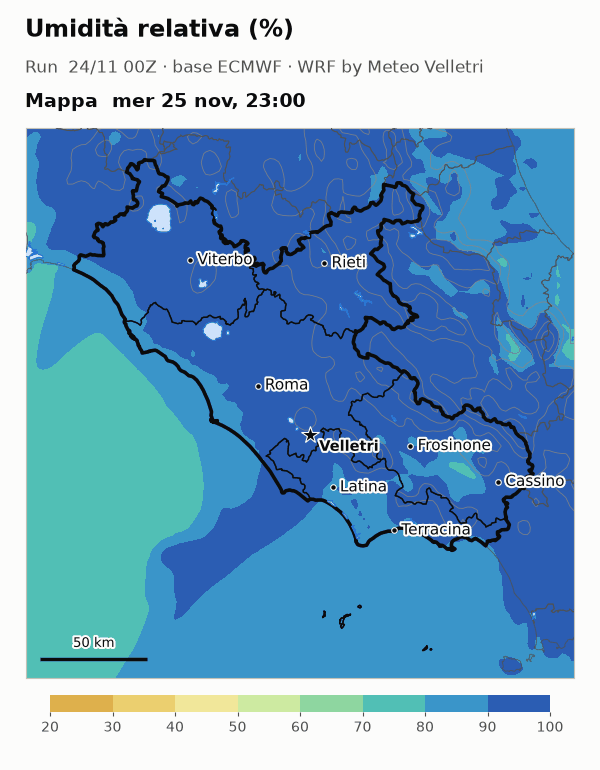 Umidità relativa (%)
Run 24/11 00Z · base ECMWF · WRF by Meteo Velletri
Mappa mer 25 nov, 23:00
Viterbo
Rieti
Roma
Velletri
Frosinone
Latina
Cassino
Terracina
50 km
20 30 40 50 60 70 80 90 100